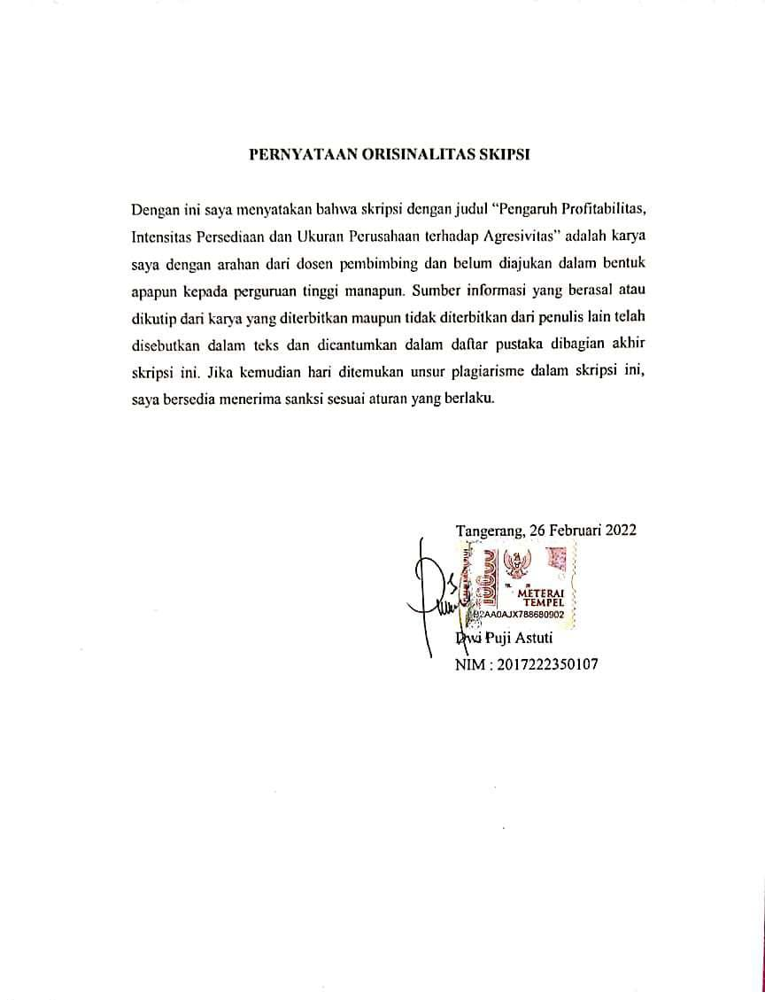 PERNYATAAN ORISINALITAS SKIPSI
Dengan ini saya menyatakan bahwa skripsi dengan judul “Pengaruh Profitabilitas,
Intensitas Persediaan dan Ukuran Perusahaan terhadap Agresivitas” adalah karya
saya dengan arahan dari dosen pembimbing dan belum diajukan dalam bentuk
apapun kepada perguruan tinggi manapun. Sumber informasi yang berasal atau
dikutip dari karya yang diterbitkan maupun tidak diterbitkan dari penulis lain telah
disebutkan dalam teks dan dicantumkan dalam daftar pustaka dibagian akhir
skripsi ini. Jika kemudian hari ditemukan unsur plagiarisme dalam skripsi ini,
saya bersedia menerima sanksi sesuai aturan yang berlaku.
Tangerang, 26 Februari 2022
10000
METERAI
TEMPEL
B2AA0AJX788680902
Dwi Puji Astuti
NIM : 2017222350107